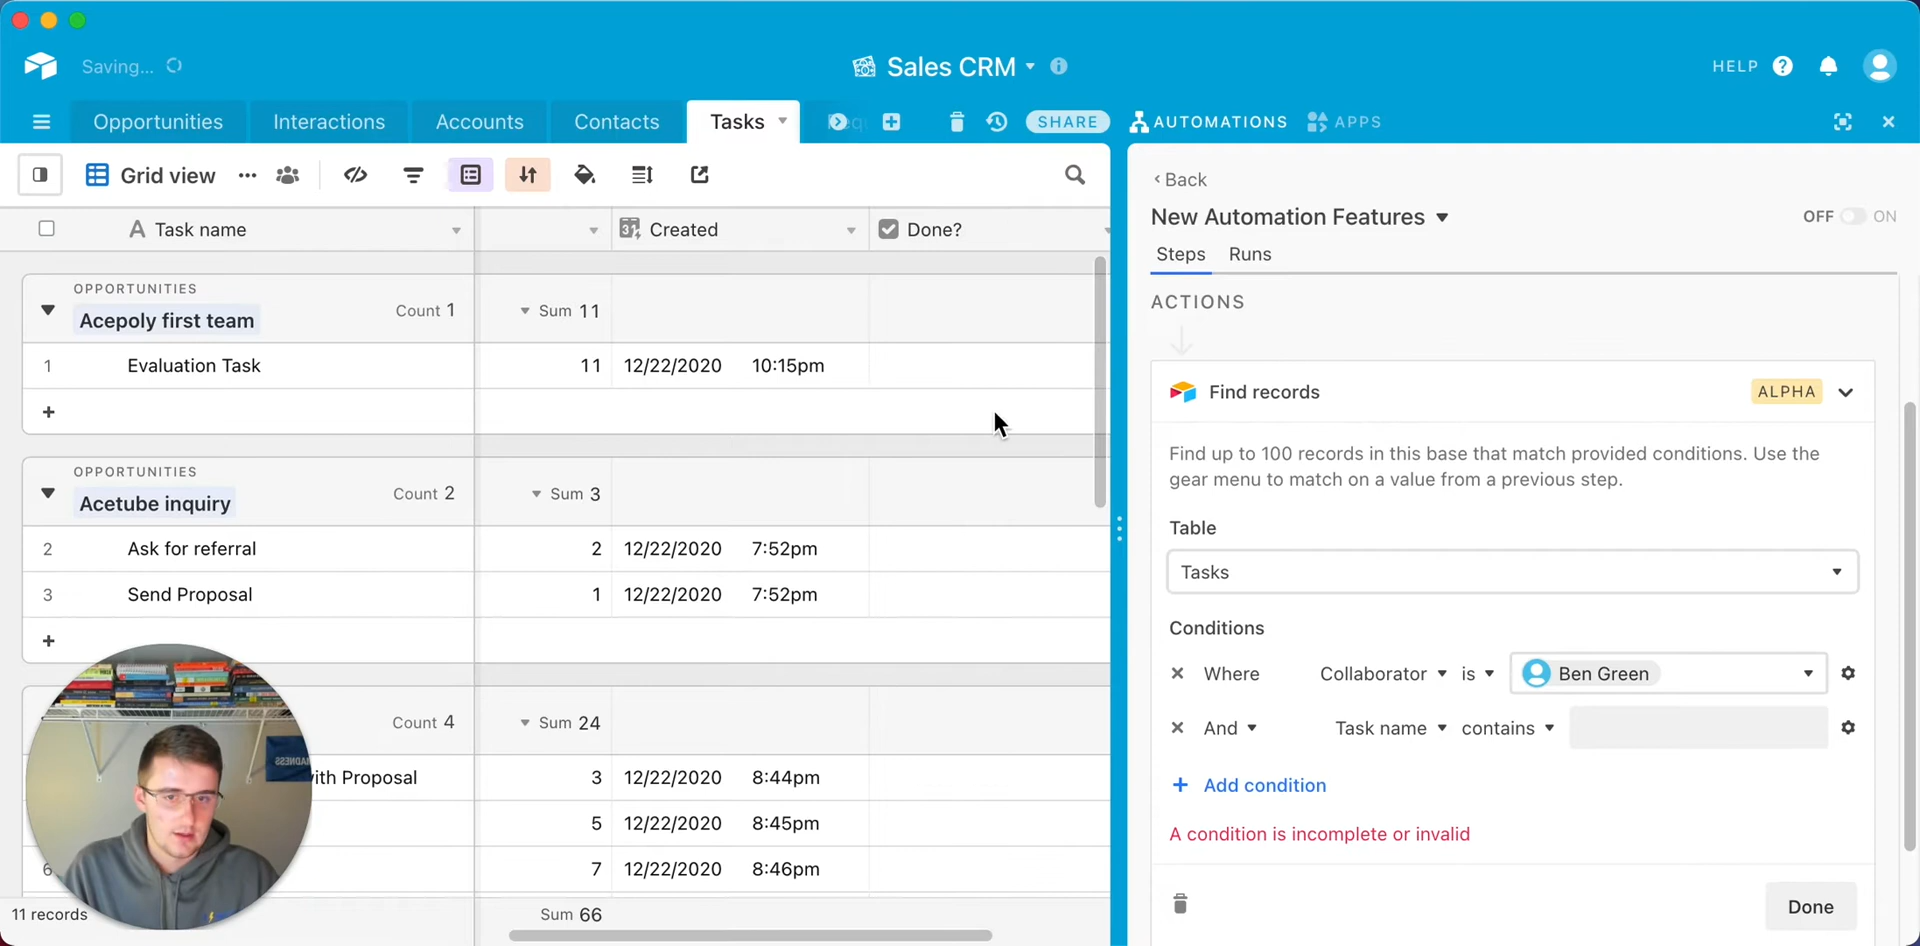 Saving...
Sales CRM
HELP
Opportunities
Interactions
Accounts
Contacts
Tasks
SHARE
AUTOMATIONS
APPS
Grid view
Task name
Created
Done?
OPPORTUNITIES
Acepoly first team
Count 1
Sum 11
1 Evaluation Task 11 12/22/2020 10:15pm
+
OPPORTUNITIES
Acetube inquiry
Count 2
Sum 3
2 Ask for referral 2 12/22/2020 7:52pm
3 Send Proposal 1 12/22/2020 7:52pm
+
Count 4
Sum 24
with Proposal 3 12/22/2020 8:44pm
5 12/22/2020 8:45pm
6 7 12/22/2020 8:46pm
11 records
Sum 66
Back
New Automation Features
OFF
ON
Steps
Runs
ACTIONS
Find records
ALPHA
Find up to 100 records in this base that match provided conditions. Use the
gear menu to match on a value from a previous step.
Table
Tasks
Conditions
Where Collaborator is Ben Green
And Task name contains
+ Add condition
A condition is incomplete or invalid
Done